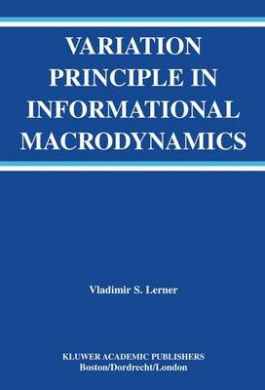 VARIATION
PRINCIPLE IN
INFORMATIONAL
MACRODYNAMICS
Vladimir S. Lerner
KLUWER ACADEMIC PUBLISHERS
Boston/Dordrecht/London